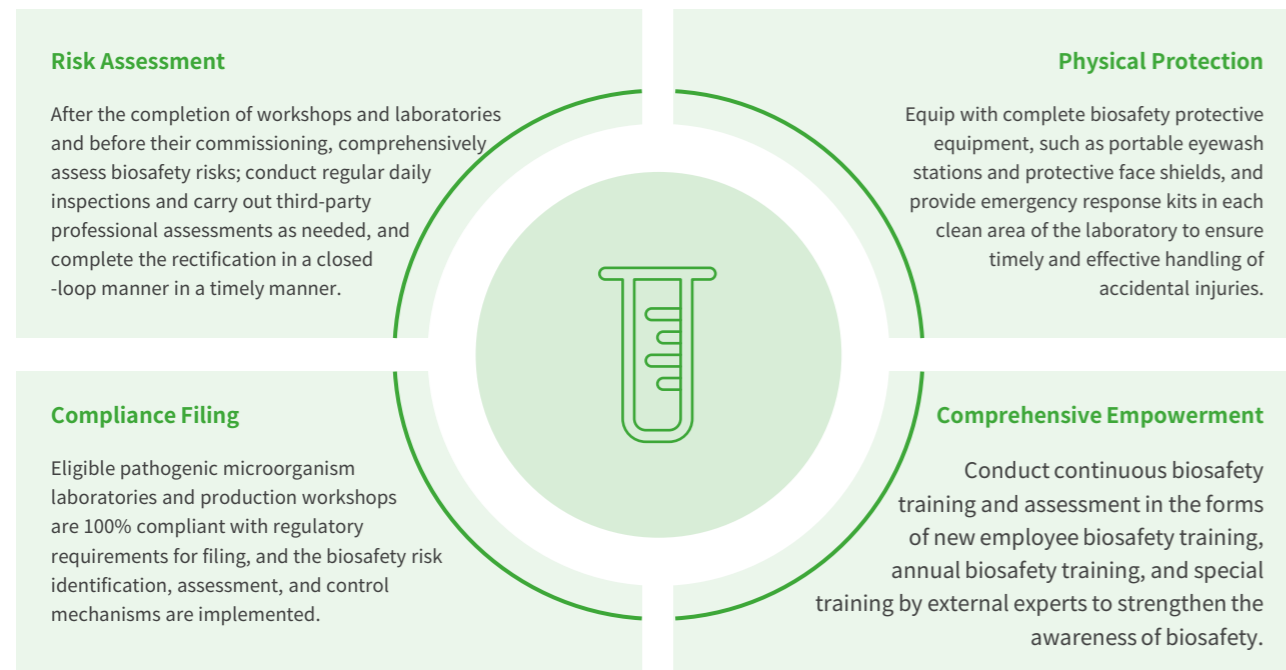 Risk Assessment
After the completion of workshops and laboratories
and before their commissioning, comprehensively
assess biosafety risks; conduct regular daily
inspections and carry out third-party
professional assessments as needed, and
complete the rectification in a closed
-loop manner in a timely manner.
Physical Protection
Equip with complete biosafety protective
equipment, such as portable eyewash
stations and protective face shields, and
provide emergency response kits in each
clean area of the laboratory to ensure
timely and effective handling of
accidental injuries.
Compliance Filing
Eligible pathogenic microorganism
laboratories and production workshops
are 100% compliant with regulatory
requirements for filing, and the biosafety risk
identification, assessment, and control
mechanisms are implemented.
Comprehensive Empowerment
Conduct continuous biosafety
training and assessment in the forms
of new employee biosafety training,
annual biosafety training, and special
training by external experts to strengthen the
awareness of biosafety.